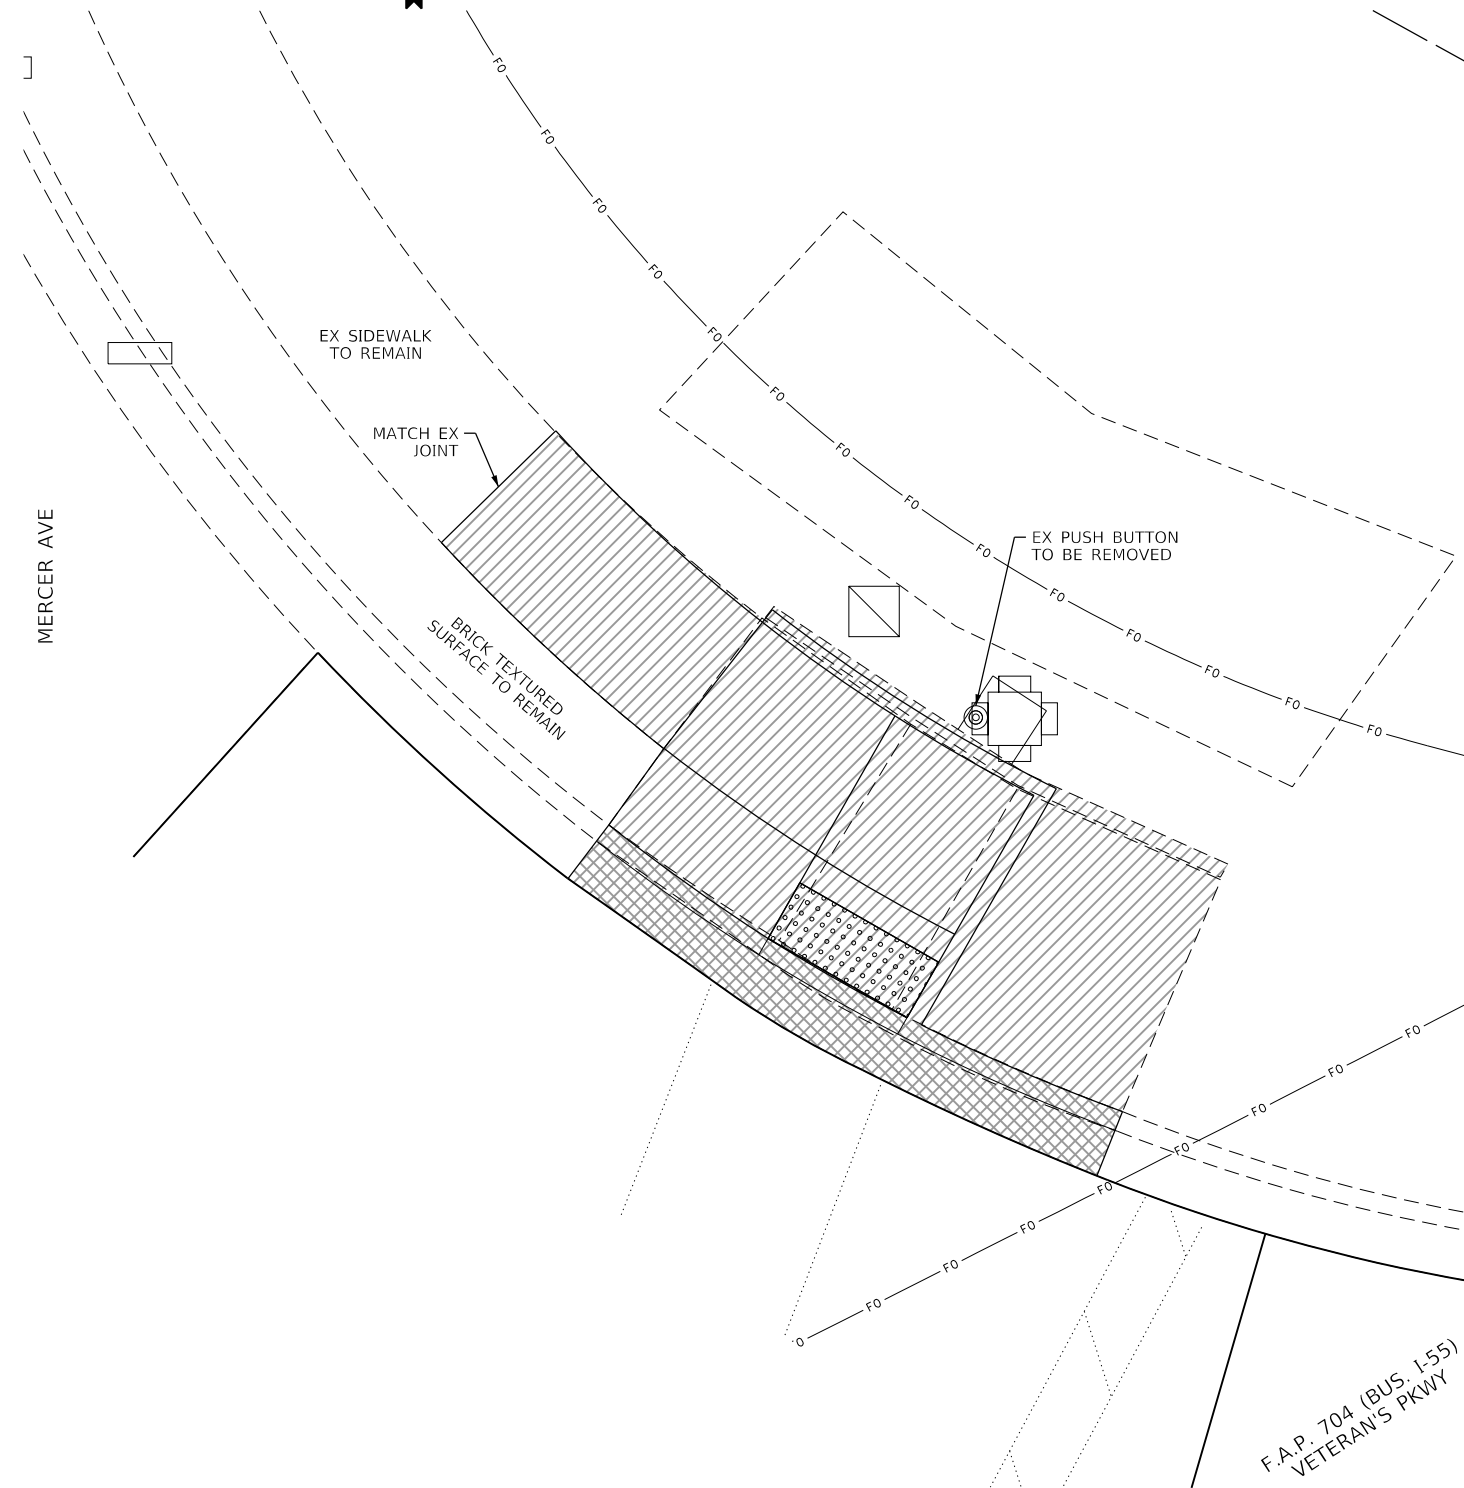 FO
FO
FO
FO
FO
FO
FO
FO
FO
FO
FO
FO
FO
FO
EX SIDEWALK
TO REMAIN
MATCH EX
JOINT
EX PUSH BUTTON
TO BE REMOVED
MERCER AVE
BRICK TEXTURED
SURFACE TO REMAIN
FO
FO
FO
FO
FO
FO
FO
FO
O
F.A.P. 704 (BUS. I-55)
VETERAN'S PKWY